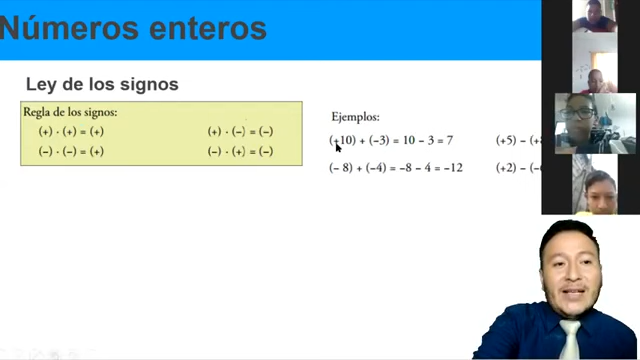 Números enteros
Ley de los signos
Regla de los signos:
(+) · (+) = (+)
(+) · (−) = (−)
(−) · (−) = (+)
(−) · (+) = (−)
Ejemplos:
(+10) + (−3) = 10 − 3 = 7
(+5) − (+
(− 8) + (−4) = −8 − 4 = −12
(+2) − (−